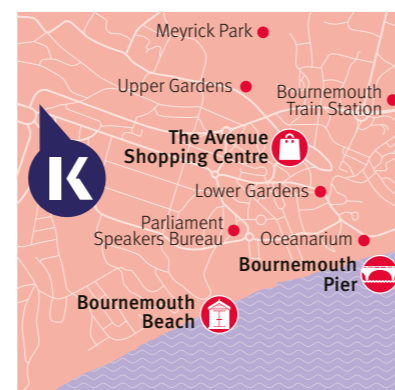 Meyrick Park
Upper Gardens
Bournemouth
Train Station
The Avenue
Shopping Centre
K
Lower Gardens
Parliament
Speakers Bureau
Oceanarium
Bournemouth
Pier
Bournemouth
Beach